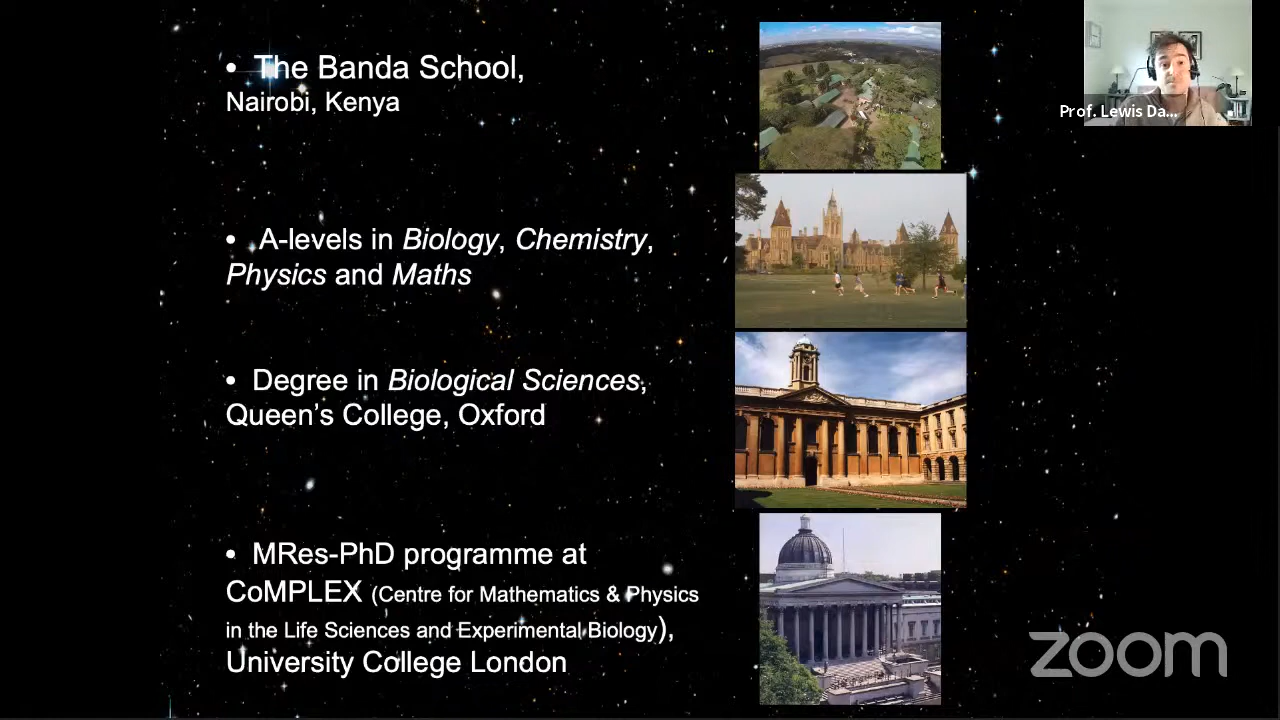 • The Banda School,
Nairobi, Kenya
• A-levels in Biology, Chemistry,
Physics and Maths
• Degree in Biological Sciences,
Queen’s College, Oxford
• MRes-PhD programme at
CoMPLEX (Centre for Mathematics & Physics
in the Life Sciences and Experimental Biology),
University College London
Prof. Lewis Da...
zoom